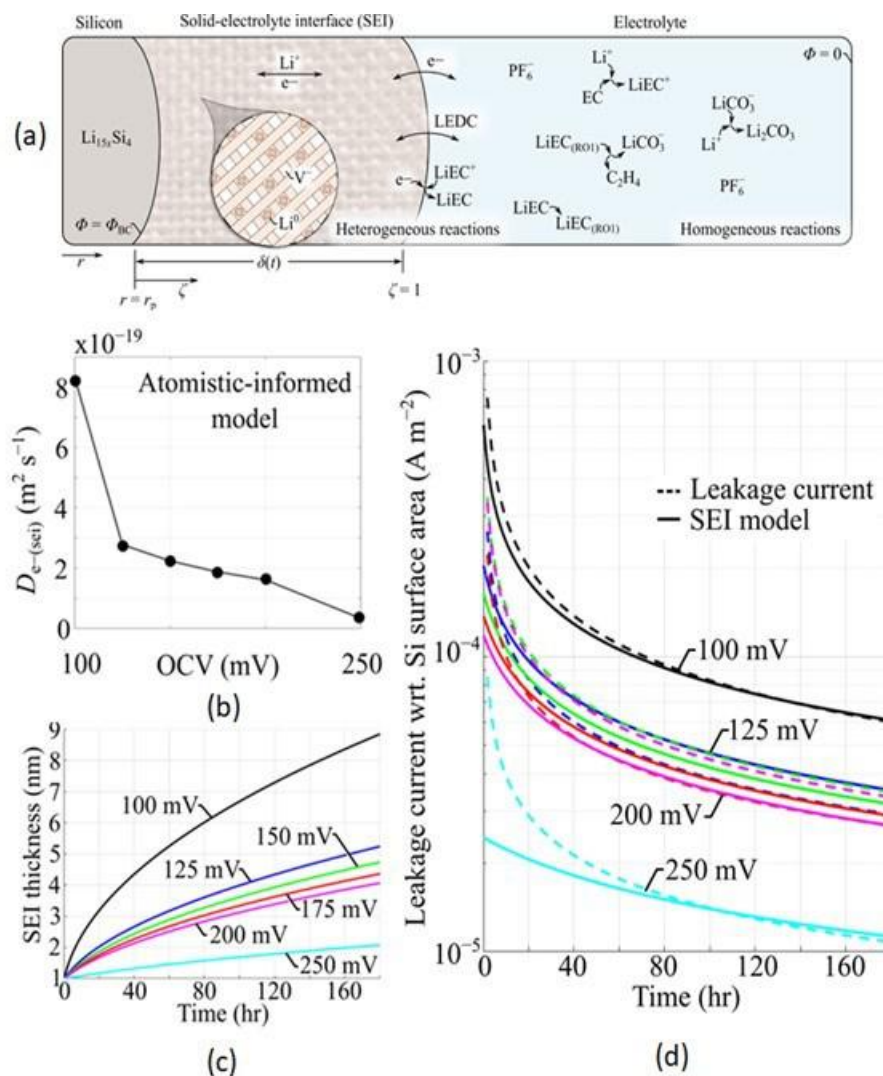 Silicon Solid-electrolyte interface (SEI) Electrolyte
(a)
Li₁₅ₓSi₄
Φ = Φ_BC
Li⁺
e−
V⁻
Li⁰
e−
LEDC
e−
LiEC⁺
LiEC
Heterogeneous reactions
PF₆⁻
Li⁺
EC
LiEC⁺
LiEC(RO1)
LiCO₃⁻
C₂H₄
LiEC
LiEC(RO1)
Φ = 0
LiCO₃⁻
Li⁺
Li₂CO₃
PF₆⁻
Homogeneous reactions
r
r = rₚ
ζ
δ(t)
ζ = 1
x10⁻¹⁹
8
6
4
2
0
D_e−(sei) (m² s⁻¹)
Atomistic-informed
model
100 OCV (mV) 250
(b)
9
8
7
6
5
4
3
2
1
SEI thickness (nm)
100 mV
150 mV
125 mV
175 mV
200 mV
250 mV
0 40 80 120 160
Time (hr)
(c)
10⁻³
10⁻⁴
10⁻⁵
Leakage current wrt. Si surface area (A m⁻²)
Leakage current
SEI model
100 mV
125 mV
200 mV
250 mV
0 40 80 120 160
Time (hr)
(d)